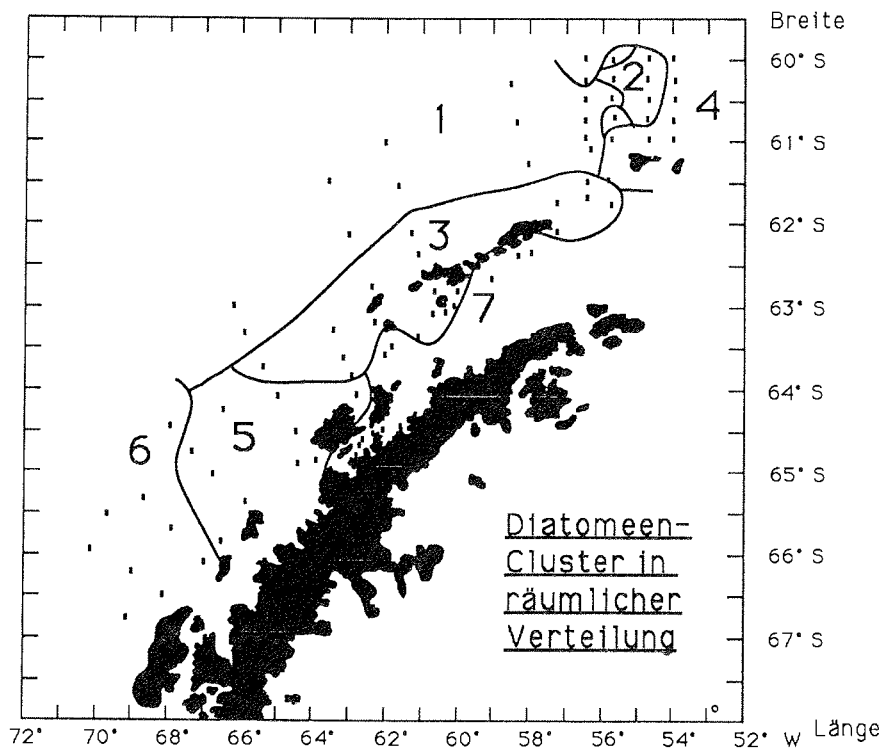 Breite
60° S
2
4
1
61° S
62° S
3
7
63° S
64° S
6
5
65° S
Diatomeen-
Cluster in
räumlicher
Verteilung
66° S
67° S
72° 70° 68° 66° 64° 62° 60° 58° 56° 54° 52° W Länge